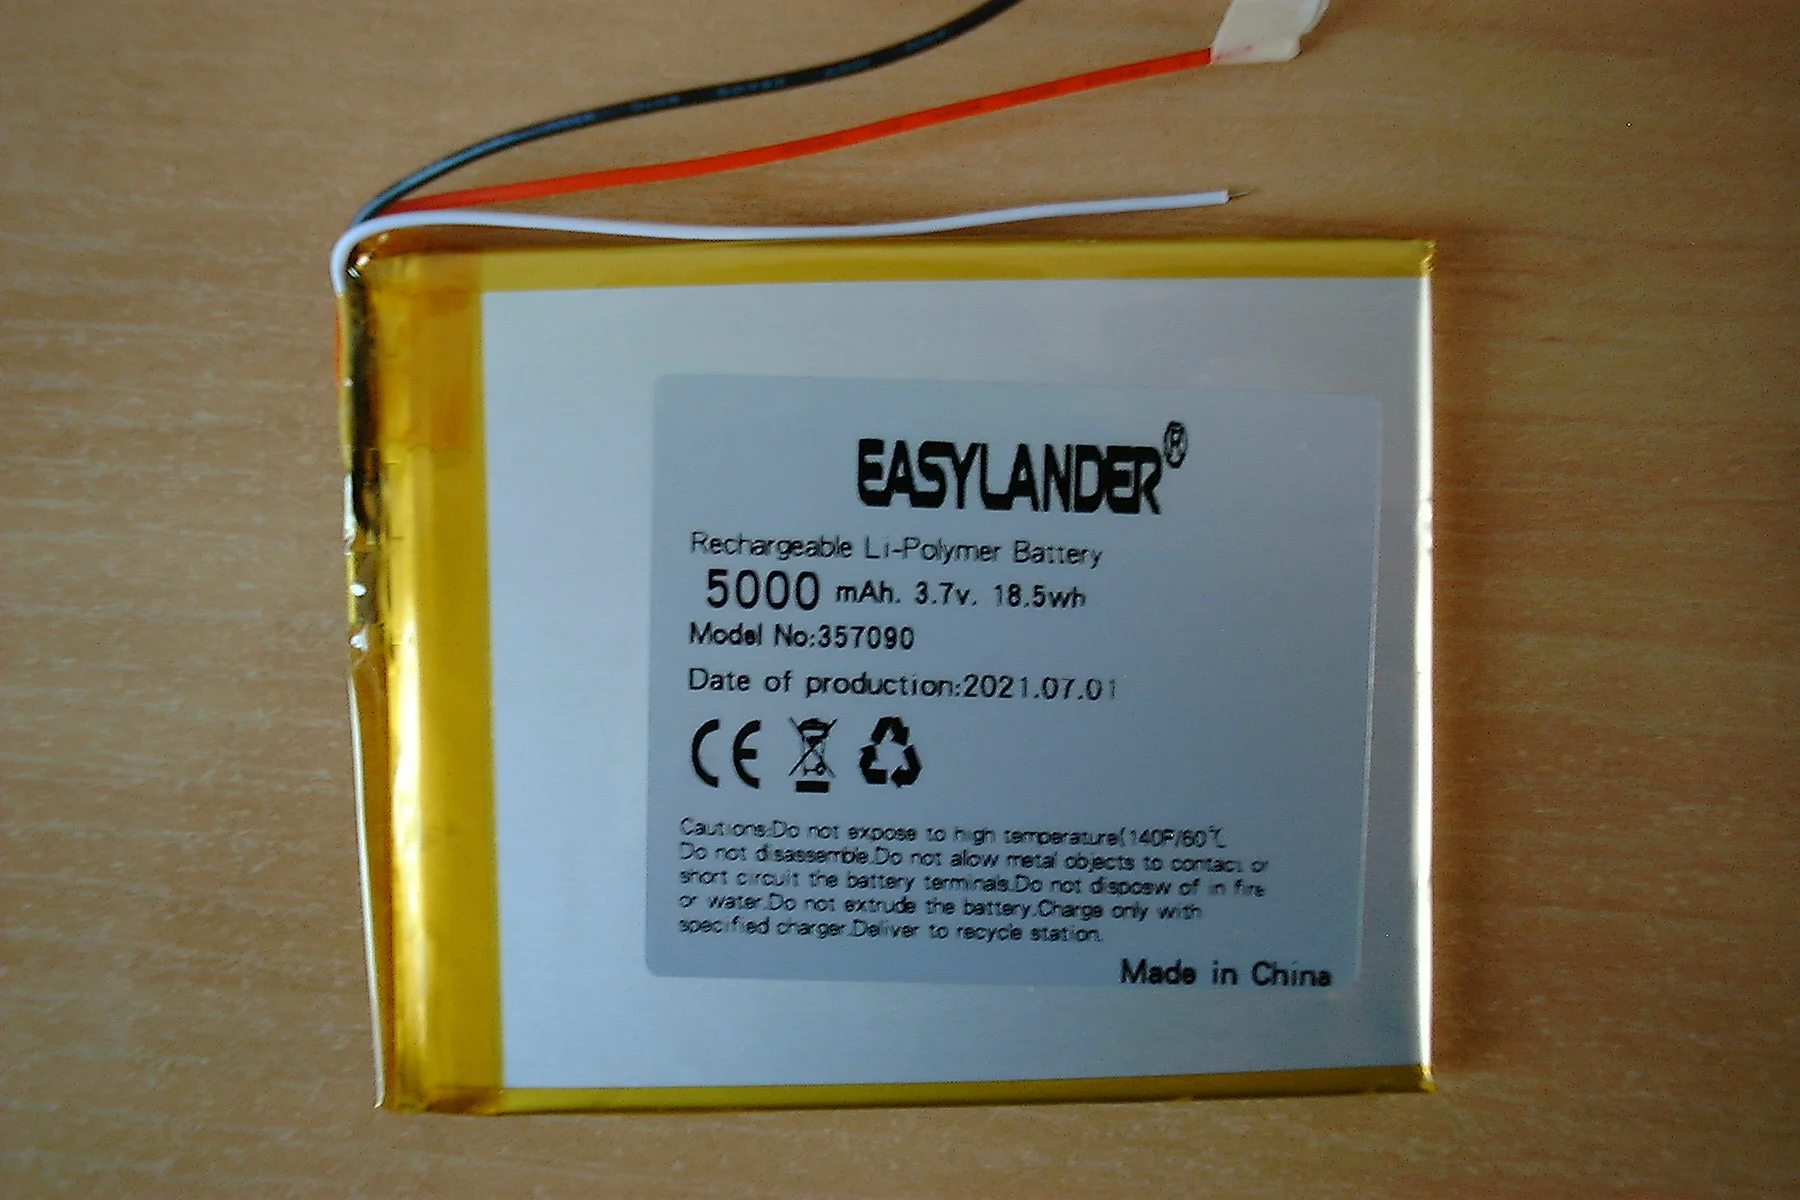 EASYLANDER®
Rechargeable Li-Polymer Battery
5000 mAh. 3.7v. 18.5wh
Model No:357090
Date of production:2021.07.01
CE
Cautions:Do not expose to high temperature(140F/60℃
Do not disassemble.Do not allow metal objects to contact or
short circuit the battery terminals.Do not disposew of in fire
or water.Do not extrude the battery.Charge only with
specified charger.Deliver to recycle station.
Made in China